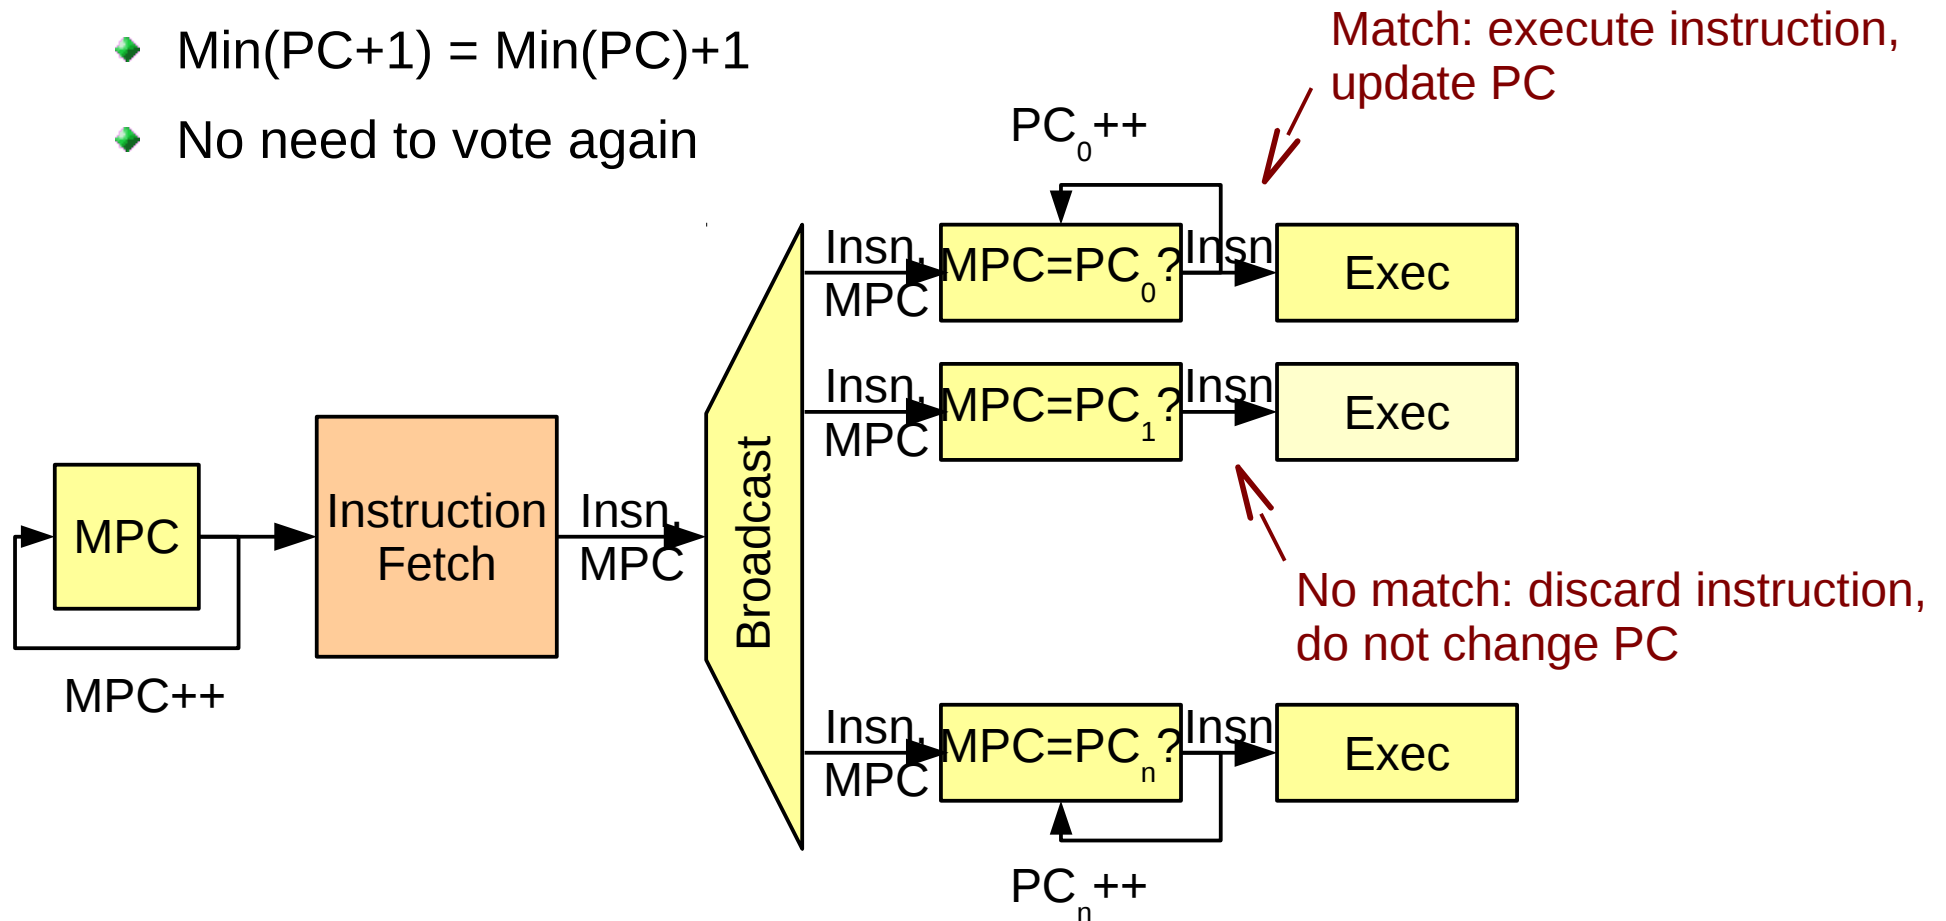 Min(PC+1) = Min(PC)+1
No need to vote again
Match: execute instruction,
update PC
PC0++
Insn,
MPC
MPC=PC0?
Insn
Exec
Insn,
MPC
MPC=PC1?
Insn
Exec
MPC
MPC++
Instruction
Fetch
Insn,
MPC
Broadcast
No match: discard instruction,
do not change PC
Insn,
MPC
MPC=PCn?
Insn
Exec
PCn++